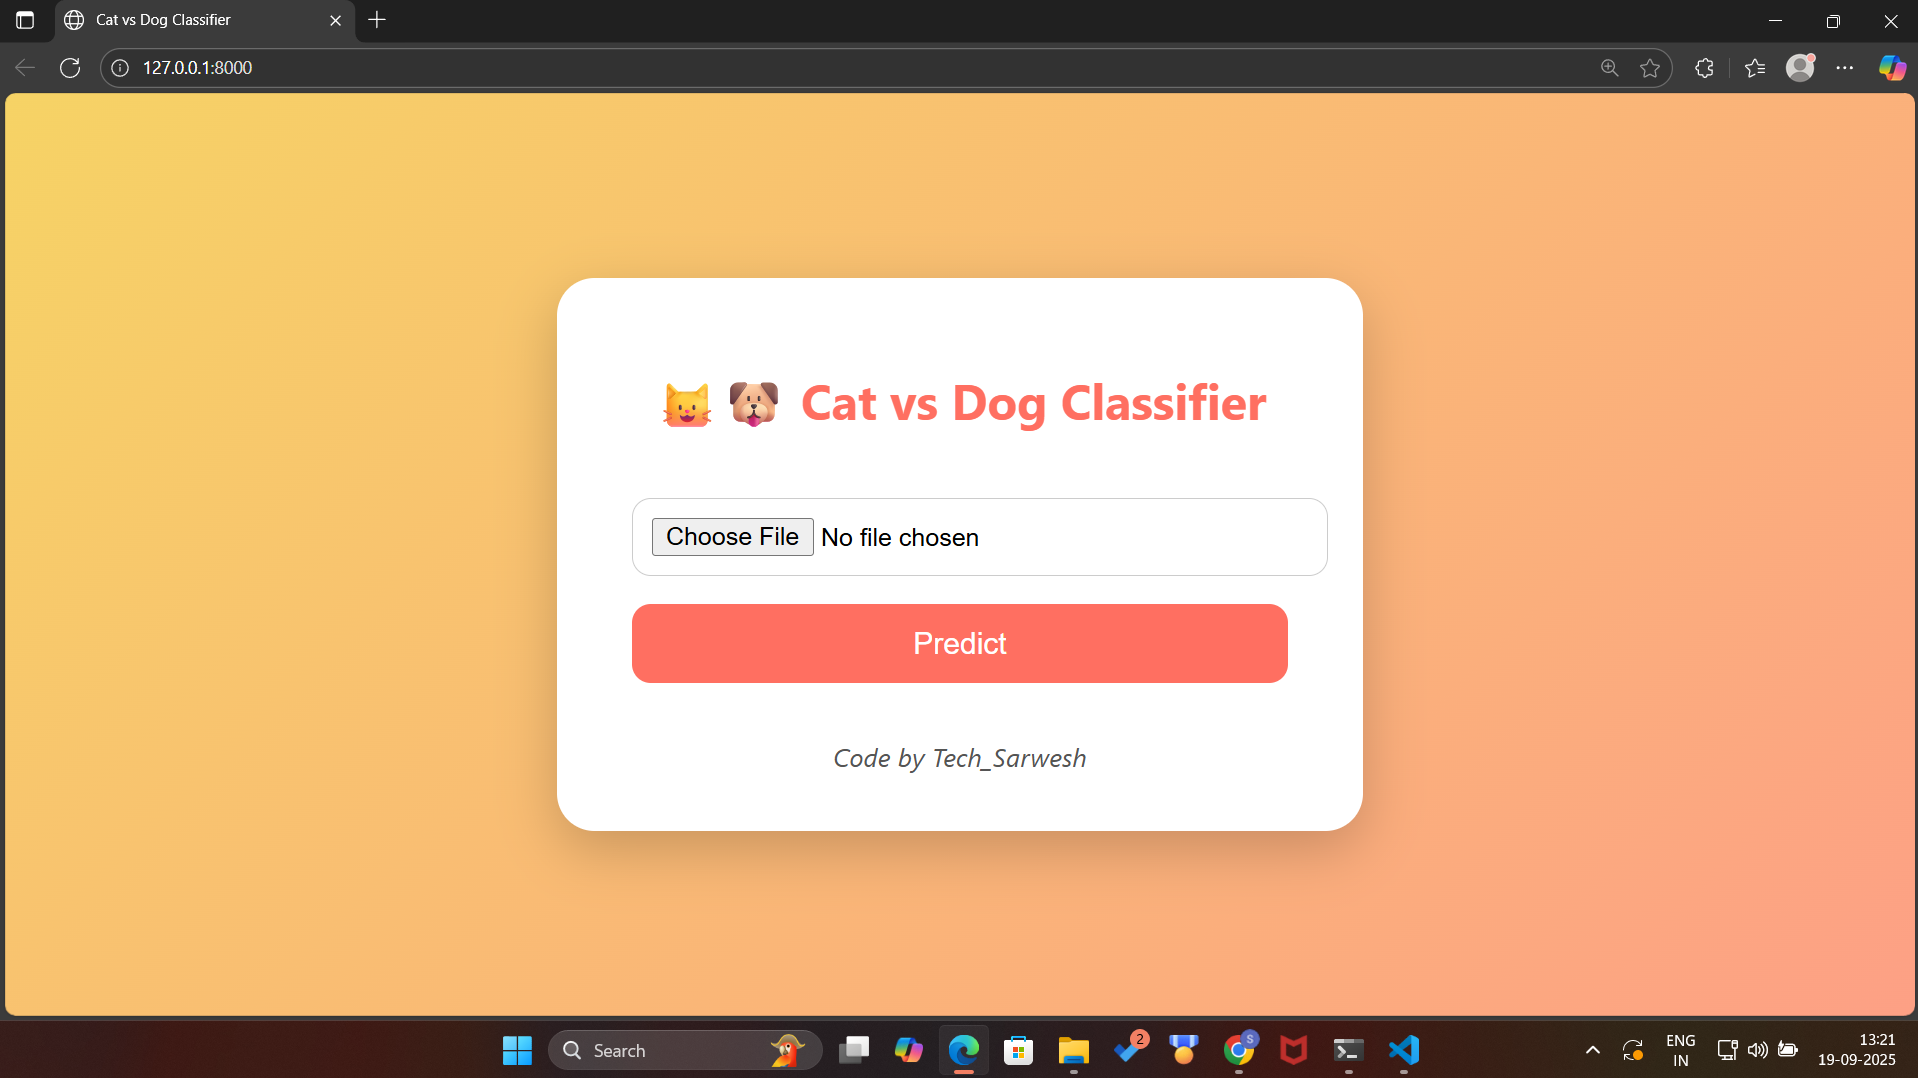 Cat vs Dog Classifier
127.0.0.1:8000
Cat vs Dog Classifier
Choose File No file chosen
Predict
Code by Tech_Sarwesh
Search
2
S
ENG
IN
13:21
19-09-2025